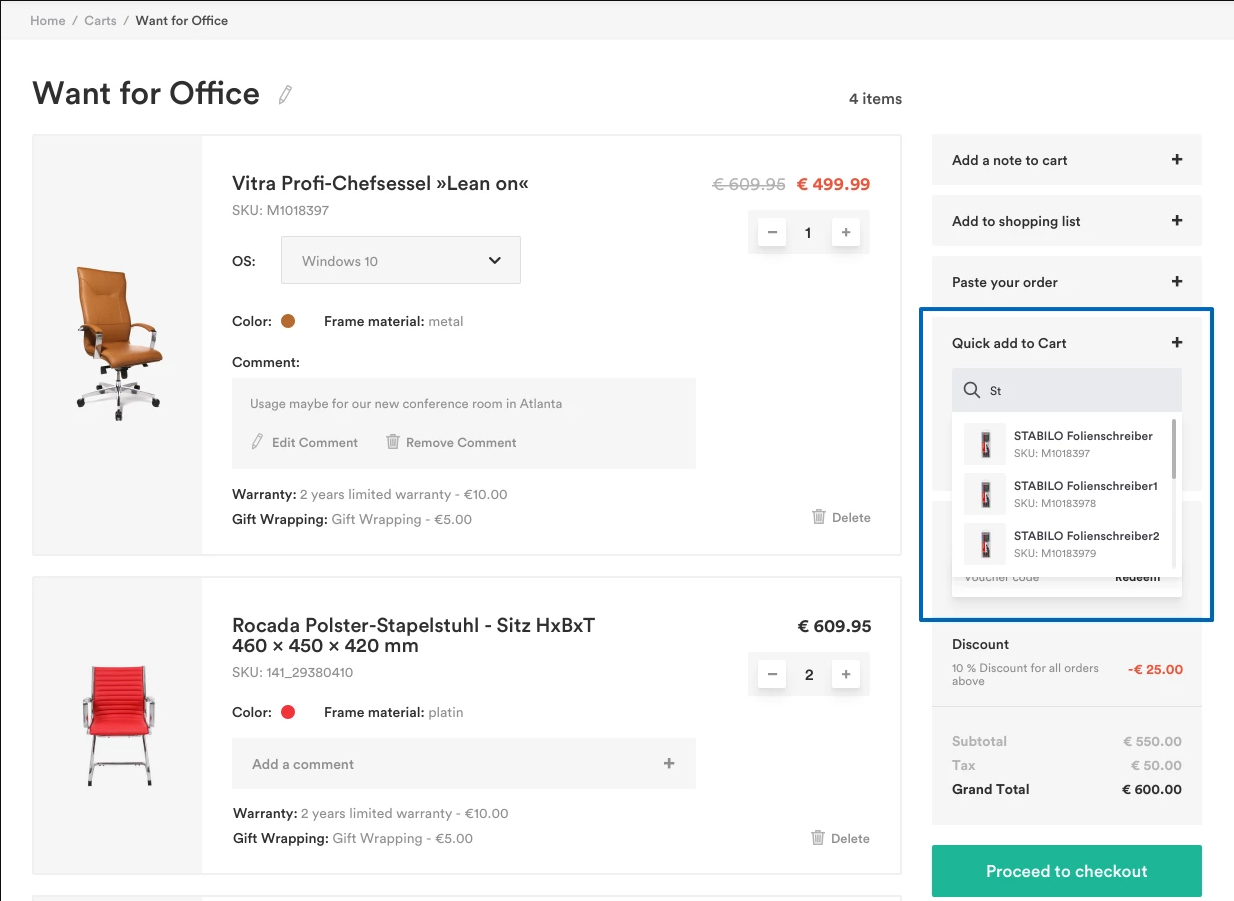 Home / Carts / Want for Office
Want for Office
4 items
Vitra Profi-Chefsessel »Lean on«
€ 609.95 € 499.99
SKU: M1018397
− 1 +
OS: Windows 10
Color: Frame material: metal
Comment:
Usage maybe for our new conference room in Atlanta
Edit Comment Remove Comment
Warranty: 2 years limited warranty - €10.00
Gift Wrapping: Gift Wrapping - €5.00
Delete
Rocada Polster-Stapelstuhl - Sitz HxBxT
460 × 450 × 420 mm
€ 609.95
SKU: 141_29380410
− 2 +
Color: Frame material: platin
Add a comment +
Warranty: 2 years limited warranty - €10.00
Gift Wrapping: Gift Wrapping - €5.00
Delete
Add a note to cart +
Add to shopping list +
Paste your order +
Quick add to Cart +
St
STABILO Folienschreiber
SKU: M1018397
STABILO Folienschreiber1
SKU: M10183978
STABILO Folienschreiber2
SKU: M10183979
Voucher code Redeem
Discount
10 % Discount for all orders
above
-€ 25.00
Subtotal € 550.00
Tax € 50.00
Grand Total € 600.00
Proceed to checkout